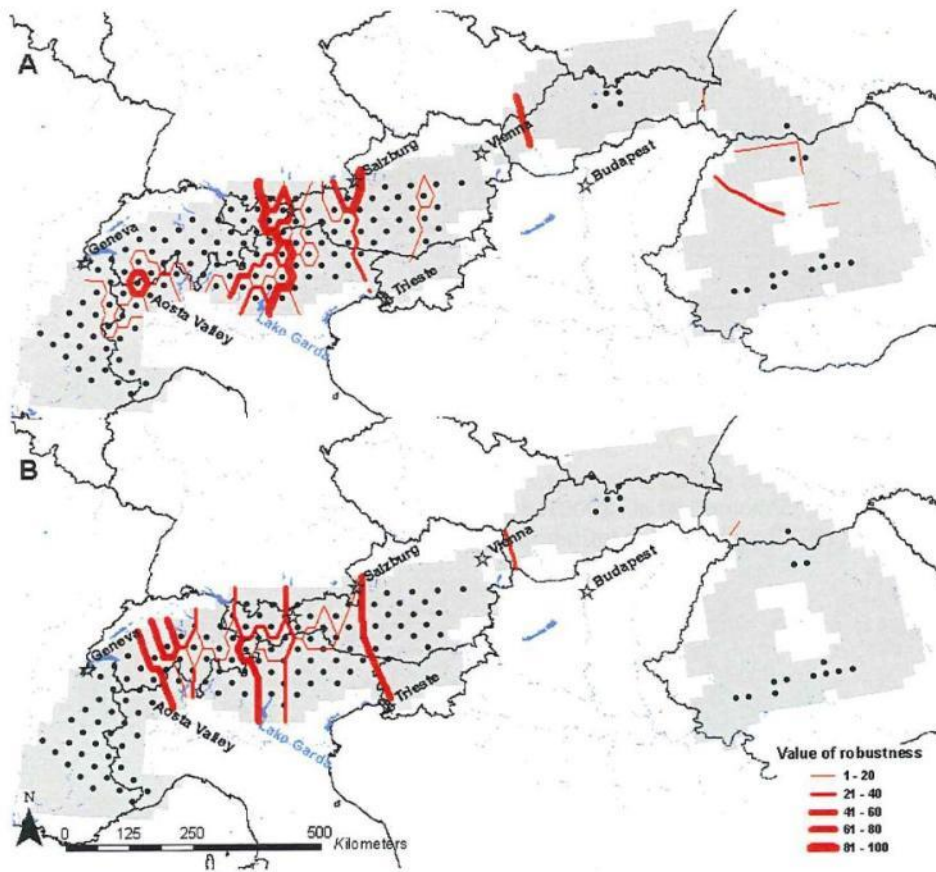 A
Salzburg
Vienna
Budapest
Geneva
Trieste
Aosta Valley
Lake Garda
B
Salzburg
Vienna
Budapest
Geneva
Trieste
Aosta Valley
Lake Garda
Value of robustness
1 - 20
21 - 40
41 - 60
61 - 80
81 - 100
N
0 125 250 500
Kilometers